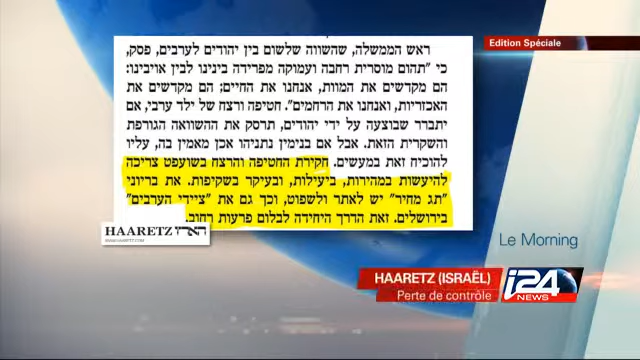 Edition Spéciale
ראש הממשלה, שהשווה שלשום בין יהודים לערבים, פסק,
כי "תהום מוסרית רחבה ועמוקה מפרידה בינינו לבין אויבינו:
הם מקדשים את המוות, אנחנו את החיים; הם מקדשים את
האכזריות, ואנחנו את הרחמים". חטיפה ורצח של ילד ערבי, אם
יתברר שבוצעה על ידי יהודים, תרסק את ההשוואה הגורפת
והשקרית הזאת. אבל אם בנימין נתניהו אכן מאמין בה, עליו
להוכיח זאת במעשים. חקירת החטיפה והרצח בשועפט צריכה
להיעשות במהירות, ביעילות, ובעיקר בשקיפות. את בריוני
"תג מחיר" יש לאתר ולשפוט, וכך גם את "ציידי הערבים"
בירושלים. זאת הדרך היחידה לבלום פרעות רחוב.
HAARETZ הארץ
WWW.HAARETZ.COM
Le Morning
HAARETZ (ISRAËL)
Perte de contrôle
i24
NEWS